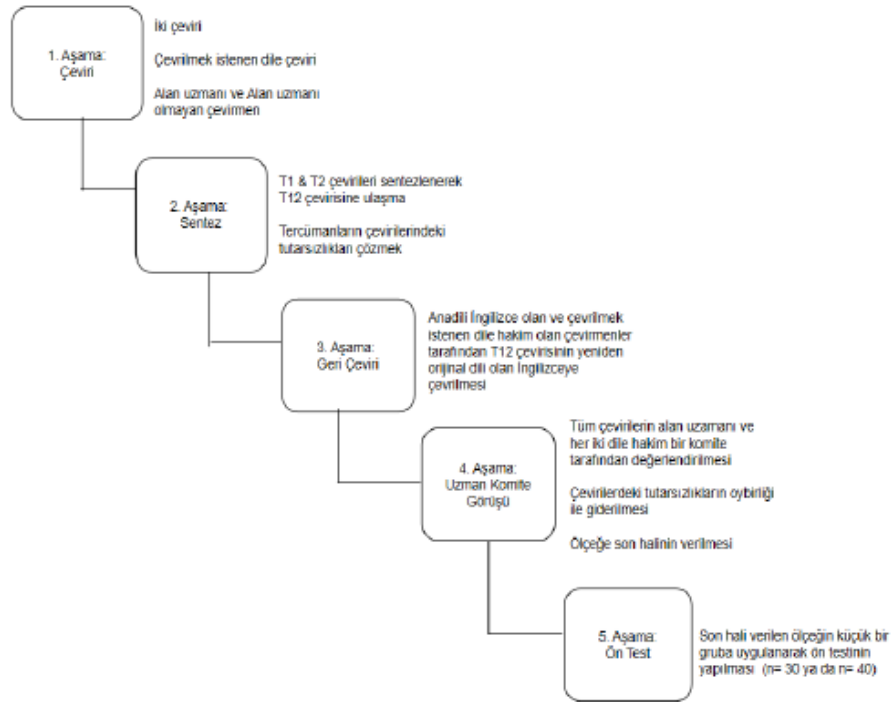 1. Aşama:
Çeviri
İki çeviri
Çevrilmek istenen dile çeviri
Alan uzmanı ve Alan uzmanı
olmayan çevirmen
2. Aşama:
Sentez
T1 & T2 çevirileri sentezlenerek
T12 çevirisine ulaşma
Tercümanların çevirilerindeki
tutarsızlıkları çözmek
3. Aşama:
Geri Çeviri
Anadili İngilizce olan ve çevrilmek
istenen dile hakim olan çevirmenler
tarafından T12 çevirisinin yeniden
orijinal dili olan İngilizceye
çevrilmesi
4. Aşama:
Uzman Komite
Görüşü
Tüm çevirilerin alan uzamanı ve
her iki dile hakim bir komite
tarafından değerlendirilmesi
Çevirilerdeki tutarsızlıkların oybirliği
ile giderilmesi
Ölçeğe son halinin verilmesi
5. Aşama:
Ön Test
Son hali verilen ölçeğin küçük bir
gruba uygulanarak ön testinin
yapılması (n= 30 ya da n= 40)